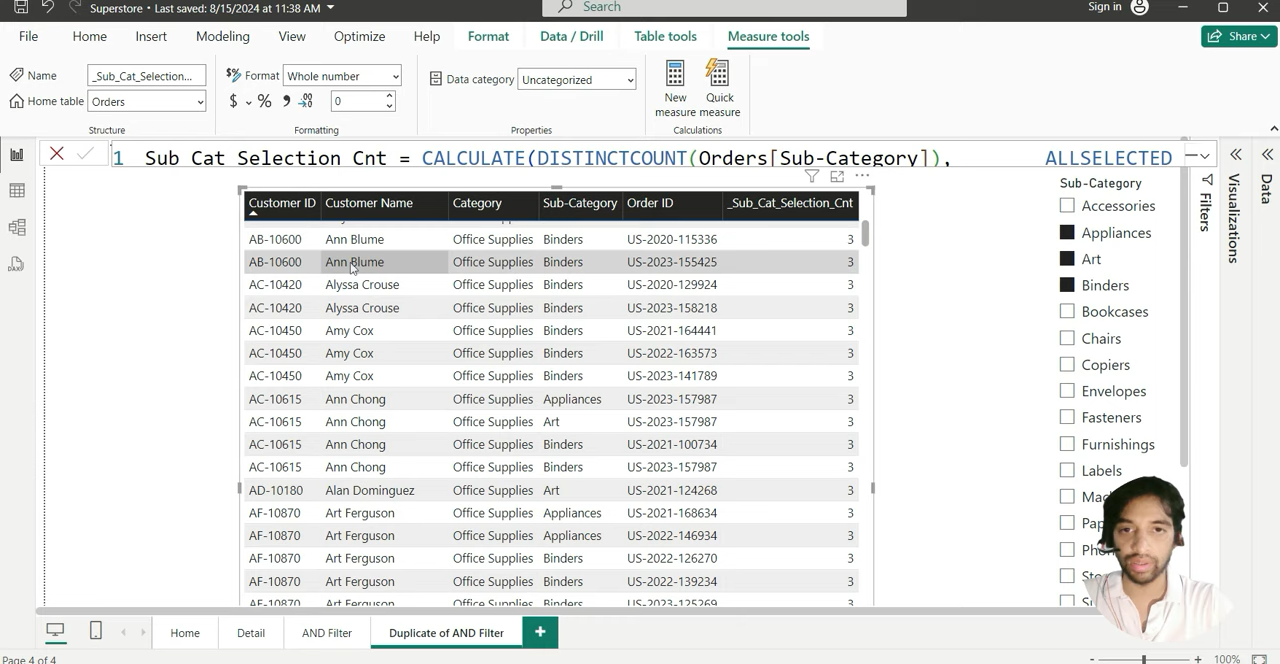 Superstore • Last saved: 8/15/2024 at 11:38 AM
Search
Sign in
File Home Insert Modeling View Optimize Help Format Data / Drill Table tools Measure tools
Share
Name _Sub_Cat_Selection...
Format Whole number
Data category Uncategorized
Home table Orders
$ % 0
New measure
Quick measure
Structure Formatting Properties Calculations
1 Sub Cat Selection Cnt = CALCULATE(DISTINCTCOUNT(Orders[Sub-Category]), ALLSELECTED
Customer ID Customer Name Category Sub-Category Order ID _Sub_Cat_Selection_Cnt
AB-10600 Ann Blume Office Supplies Binders US-2020-115336 3
AB-10600 Ann Blume Office Supplies Binders US-2023-155425 3
AC-10420 Alyssa Crouse Office Supplies Binders US-2020-129924 3
AC-10420 Alyssa Crouse Office Supplies Binders US-2023-158218 3
AC-10450 Amy Cox Office Supplies Binders US-2021-164441 3
AC-10450 Amy Cox Office Supplies Binders US-2022-163573 3
AC-10450 Amy Cox Office Supplies Binders US-2023-141789 3
AC-10615 Ann Chong Office Supplies Appliances US-2023-157987 3
AC-10615 Ann Chong Office Supplies Art US-2023-157987 3
AC-10615 Ann Chong Office Supplies Binders US-2021-100734 3
AC-10615 Ann Chong Office Supplies Binders US-2023-157987 3
AD-10180 Alan Dominguez Office Supplies Art US-2021-124268 3
AF-10870 Art Ferguson Office Supplies Appliances US-2021-168634 3
AF-10870 Art Ferguson Office Supplies Appliances US-2022-146934 3
AF-10870 Art Ferguson Office Supplies Binders US-2022-126270 3
AF-10870 Art Ferguson Office Supplies Binders US-2022-139234 3
AF-10870 Art Ferguson Office Supplies Binders US-2023-125269 3
Sub-Category
Accessories
Appliances
Art
Binders
Bookcases
Chairs
Copiers
Envelopes
Fasteners
Furnishings
Labels
Filters
Visualizations
Data
Home Detail AND Filter Duplicate of AND Filter +
Page 4 of 4
- + 100%